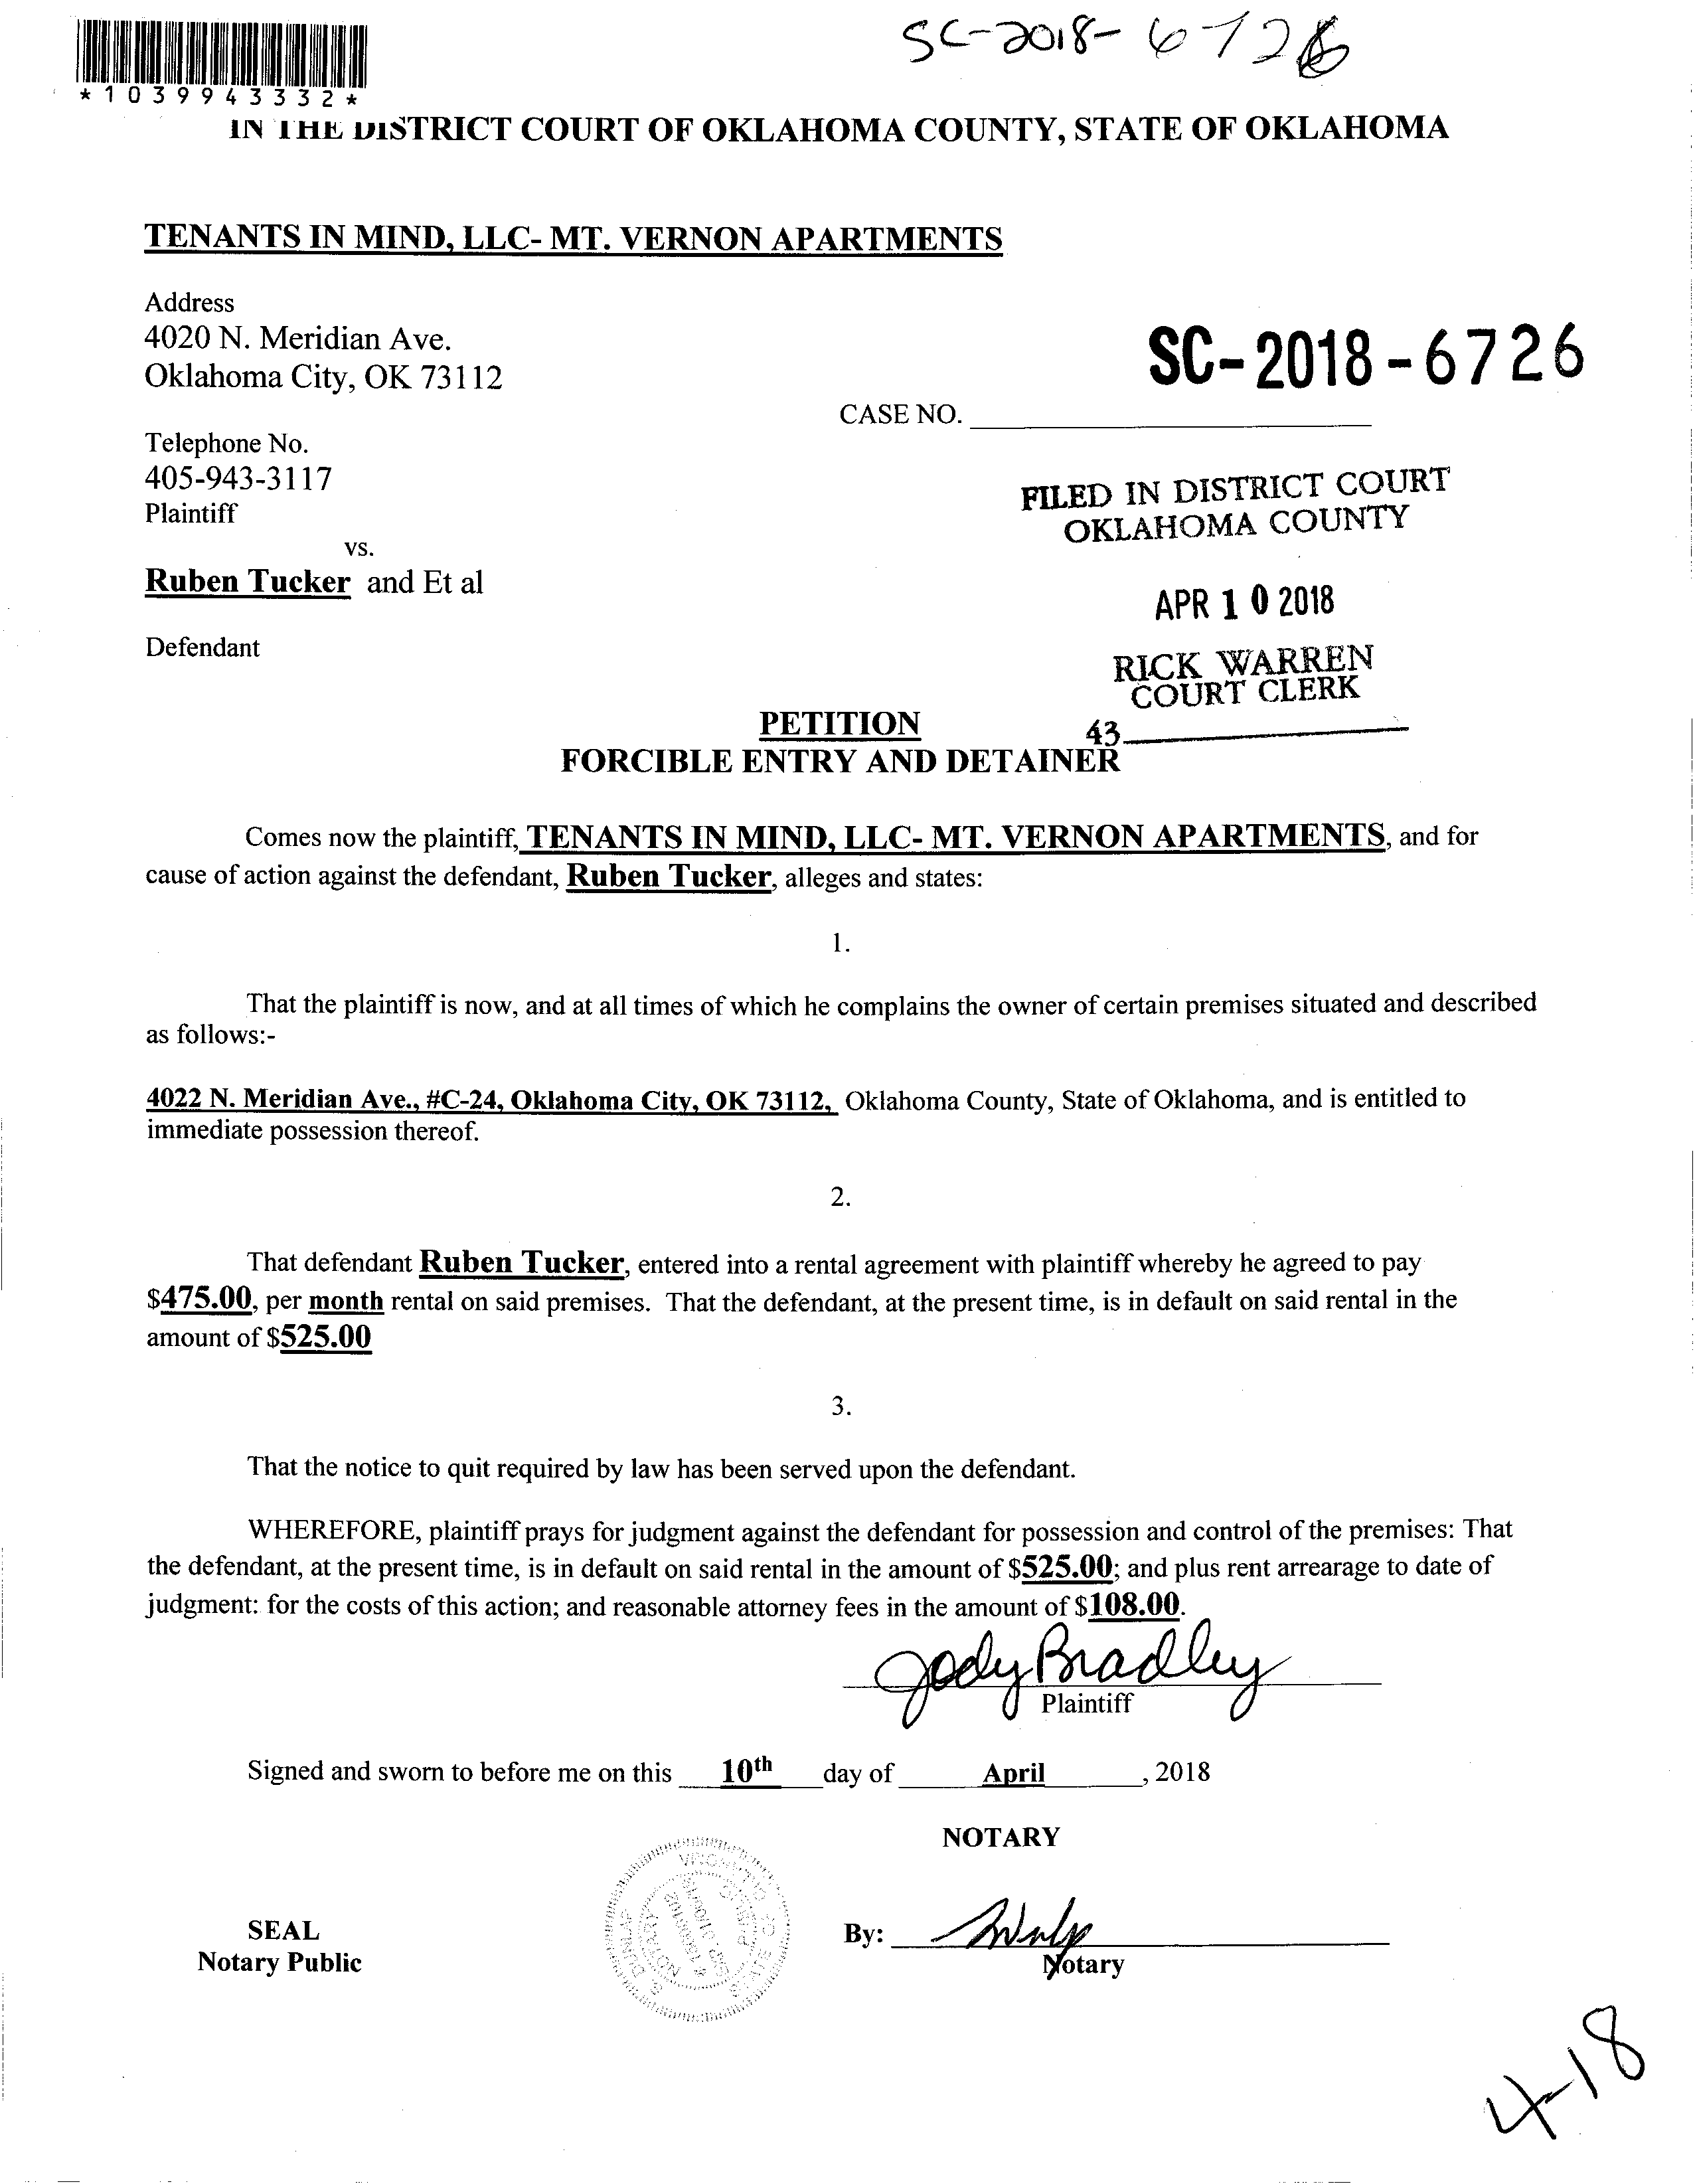 SC-2018-6726
*1039943332*
IN THE DISTRICT COURT OF OKLAHOMA COUNTY, STATE OF OKLAHOMA
TENANTS IN MIND, LLC- MT. VERNON APARTMENTS
Address
4020 N. Meridian Ave.
Oklahoma City, OK 73112
SC-2018-6726
CASE NO.
Telephone No.
405-943-3117
Plaintiff
FILED IN DISTRICT COURT
OKLAHOMA COUNTY
vs.
Ruben Tucker and Et al
APR 10 2018
Defendant
RICK WARREN
COURT CLERK
43
PETITION
FORCIBLE ENTRY AND DETAINER
Comes now the plaintiff, TENANTS IN MIND, LLC- MT. VERNON APARTMENTS, and for
cause of action against the defendant, Ruben Tucker, alleges and states:
1.
That the plaintiff is now, and at all times of which he complains the owner of certain premises situated and described
as follows:-
4022 N. Meridian Ave., #C-24, Oklahoma City, OK 73112, Oklahoma County, State of Oklahoma, and is entitled to
immediate possession thereof.
2.
That defendant Ruben Tucker, entered into a rental agreement with plaintiff whereby he agreed to pay
$475.00, per month rental on said premises. That the defendant, at the present time, is in default on said rental in the
amount of $525.00
3.
That the notice to quit required by law has been served upon the defendant.
WHEREFORE, plaintiff prays for judgment against the defendant for possession and control of the premises: That
the defendant, at the present time, is in default on said rental in the amount of $525.00; and plus rent arrearage to date of
judgment: for the costs of this action; and reasonable attorney fees in the amount of $108.00.
Jody Bradley
Plaintiff
Signed and sworn to before me on this 10th day of April, 2018
NOTARY
SEAL
Notary Public
By:
Notary
4-18